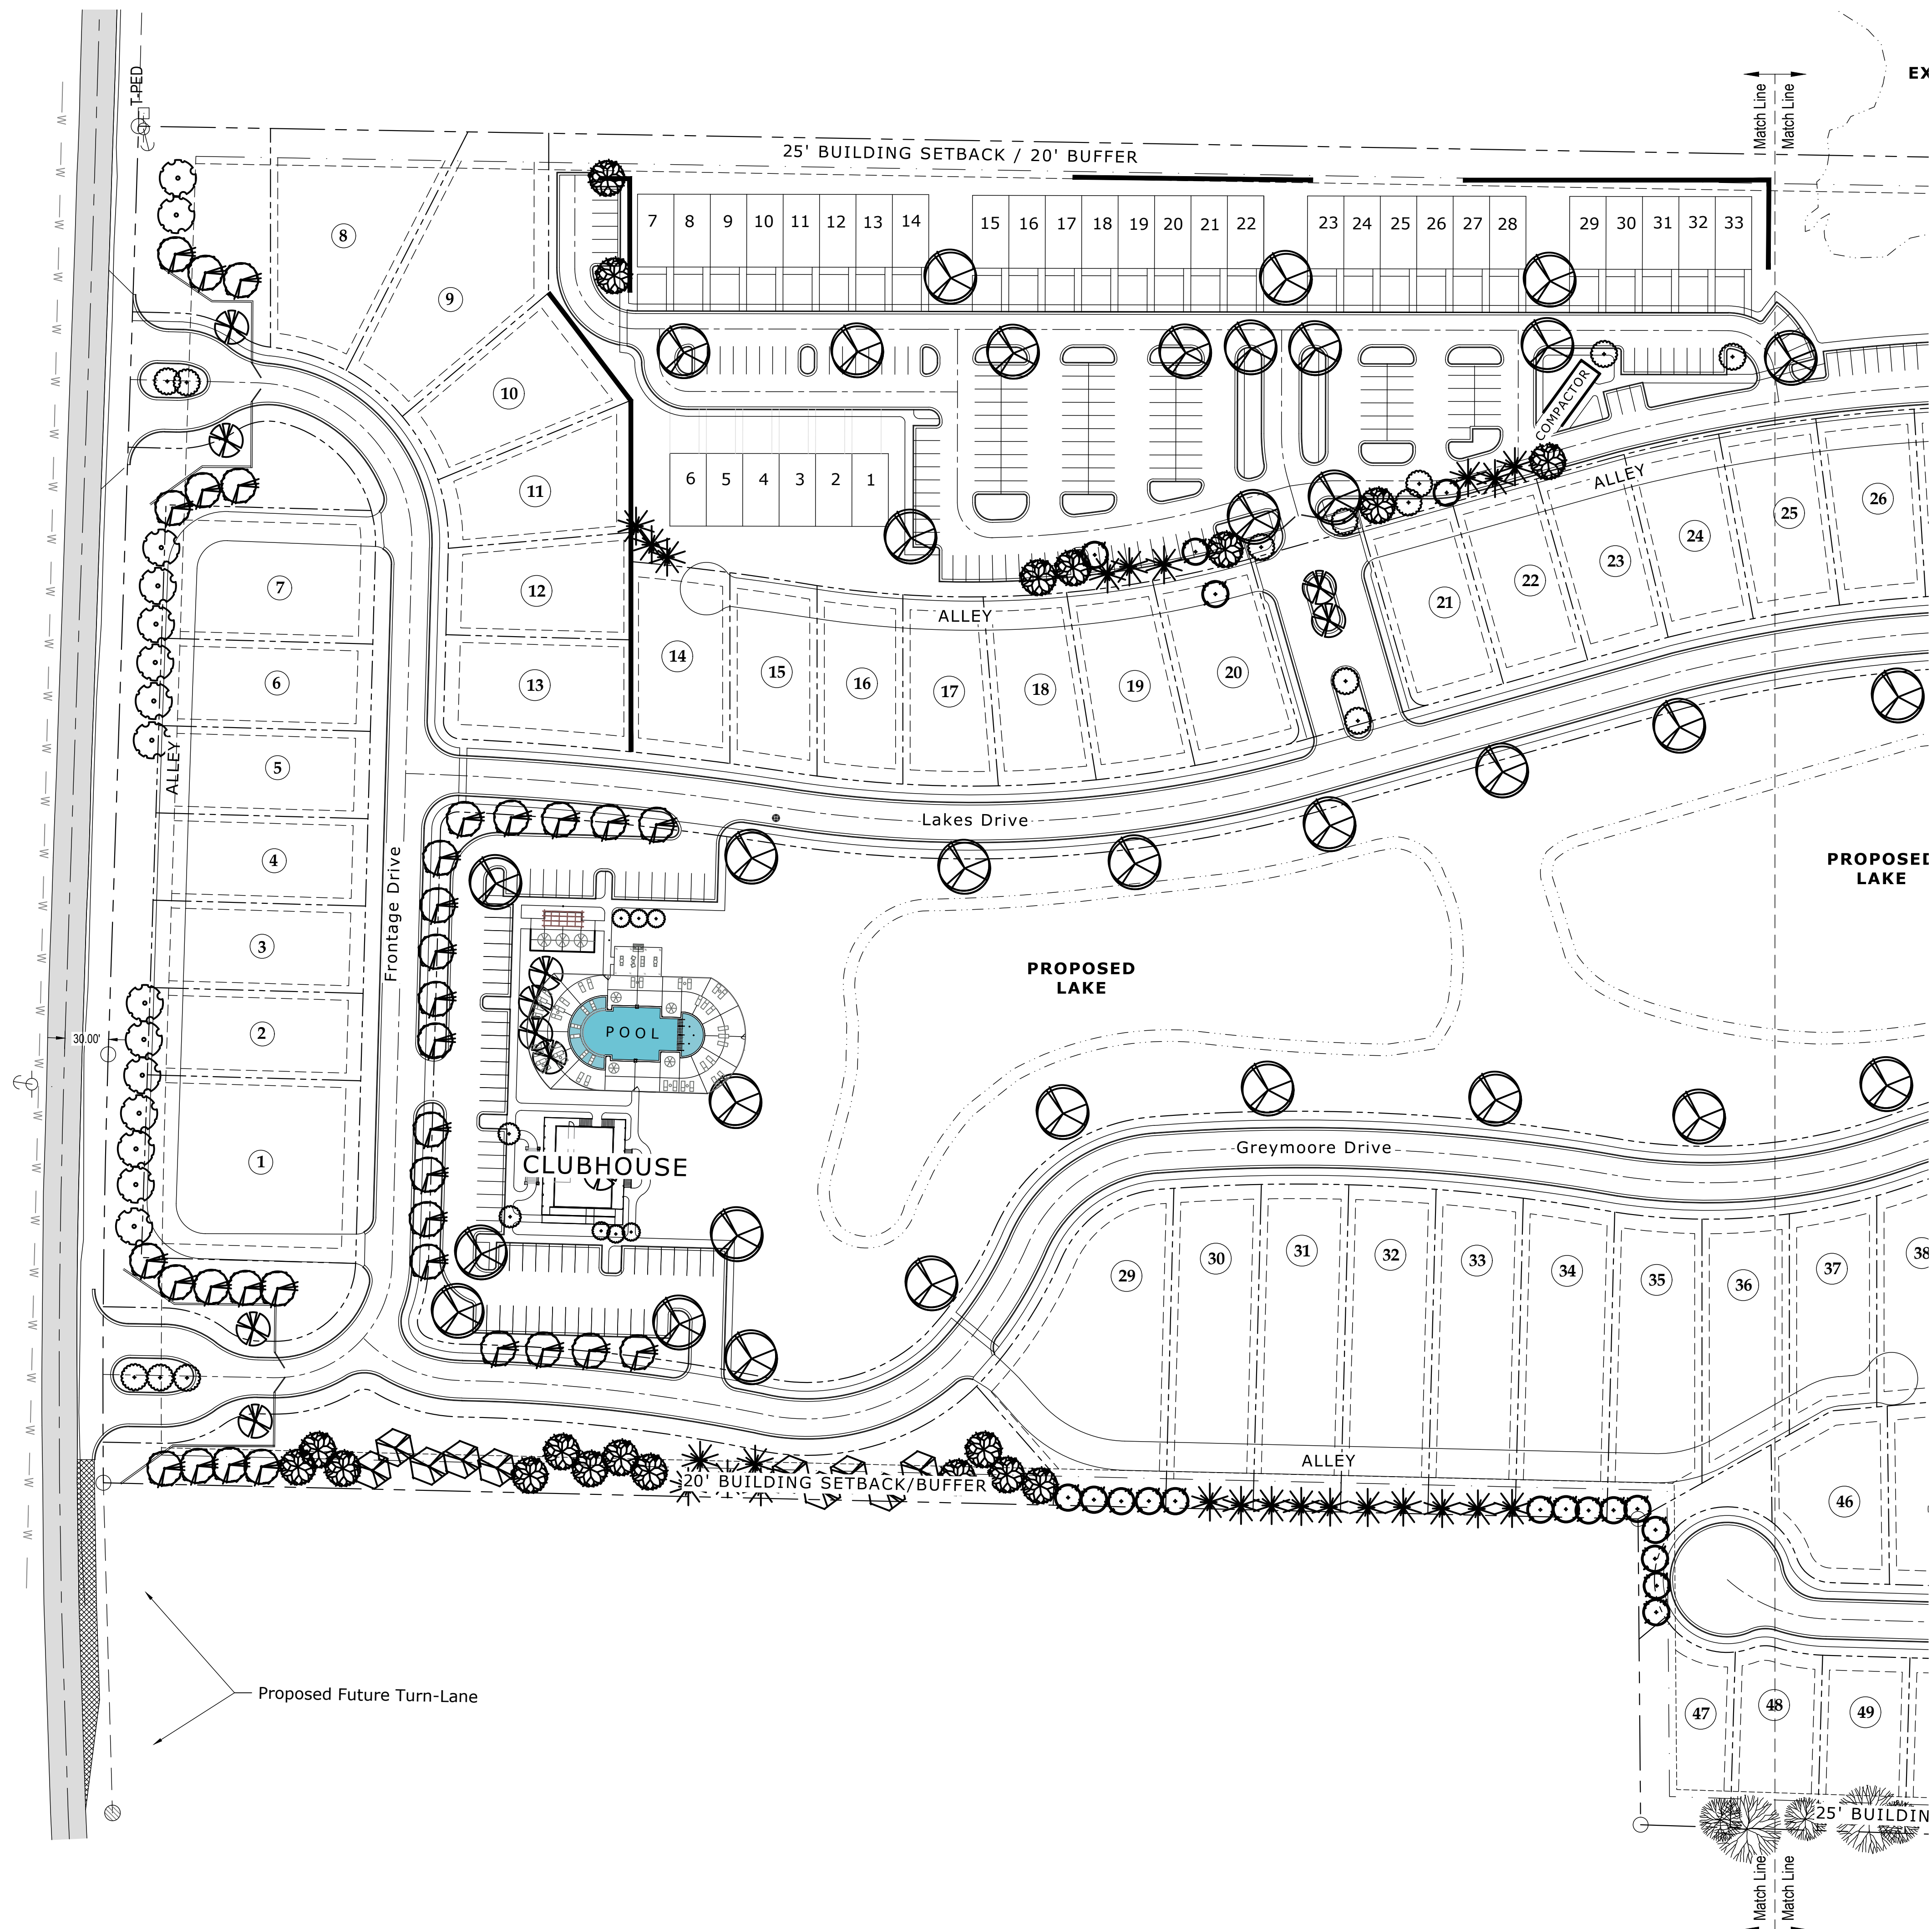 T-PED
Match Line
Match Line
EX
25' BUILDING SETBACK / 20' BUFFER
7 8 9 10 11 12 13 14 15 16 17 18 19 20 21 22 23 24 25 26 27 28 29 30 31 32 33
8
9
10
COMPACTOR
6 5 4 3 2 1
11
ALLEY
25
26
24
23
22
21
7
12
ALLEY
14
15
16
17
18
19
20
6
13
5
ALLEY
4
Frontage Drive
Lakes Drive
PROPOSED
LAKE
3
PROPOSED
LAKE
2
POOL
30.00'
1
CLUBHOUSE
Greymoore Drive
29
30
31
32
33
34
35
36
37
38
ALLEY
20' BUILDING SETBACK/BUFFER
46
Proposed Future Turn-Lane
47
48
49
25' BUILDIN
Match Line
Match Line
W W W W W W W W W W W W W W W W W W W W W W W W W W W